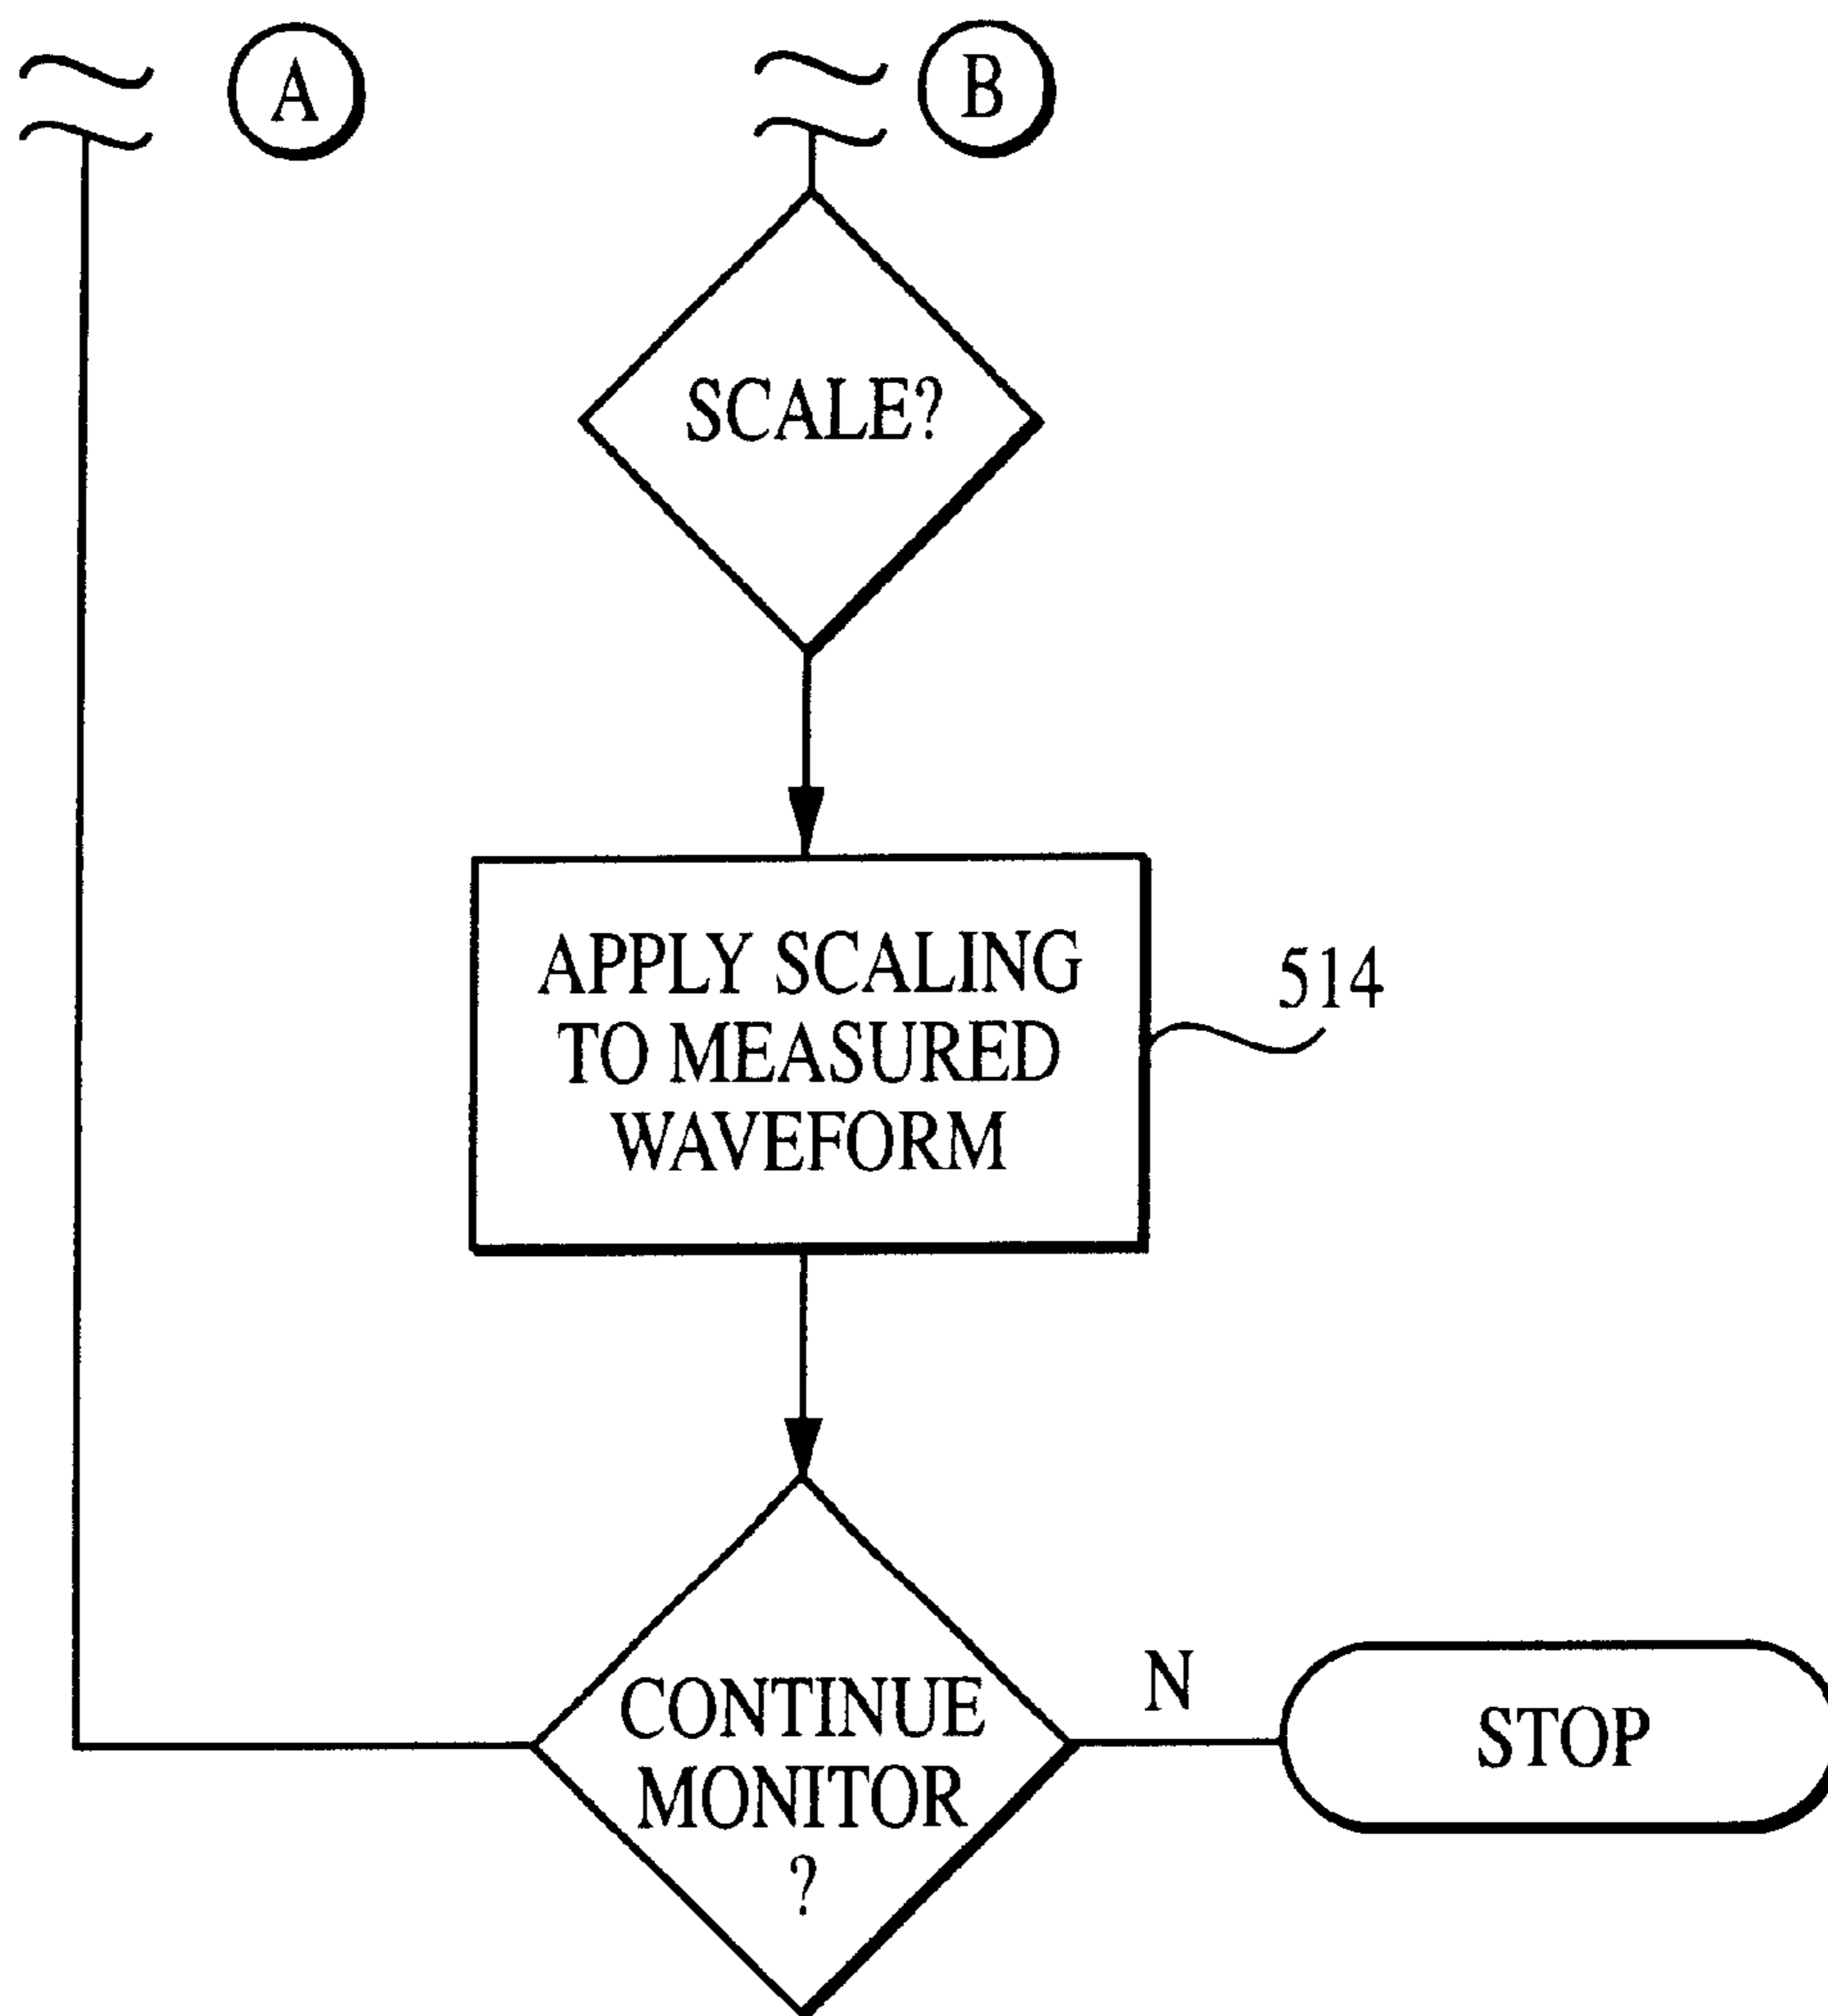 A
B
SCALE?
APPLY SCALING
TO MEASURED
WAVEFORM
514
CONTINUE
MONITOR
?
N
STOP